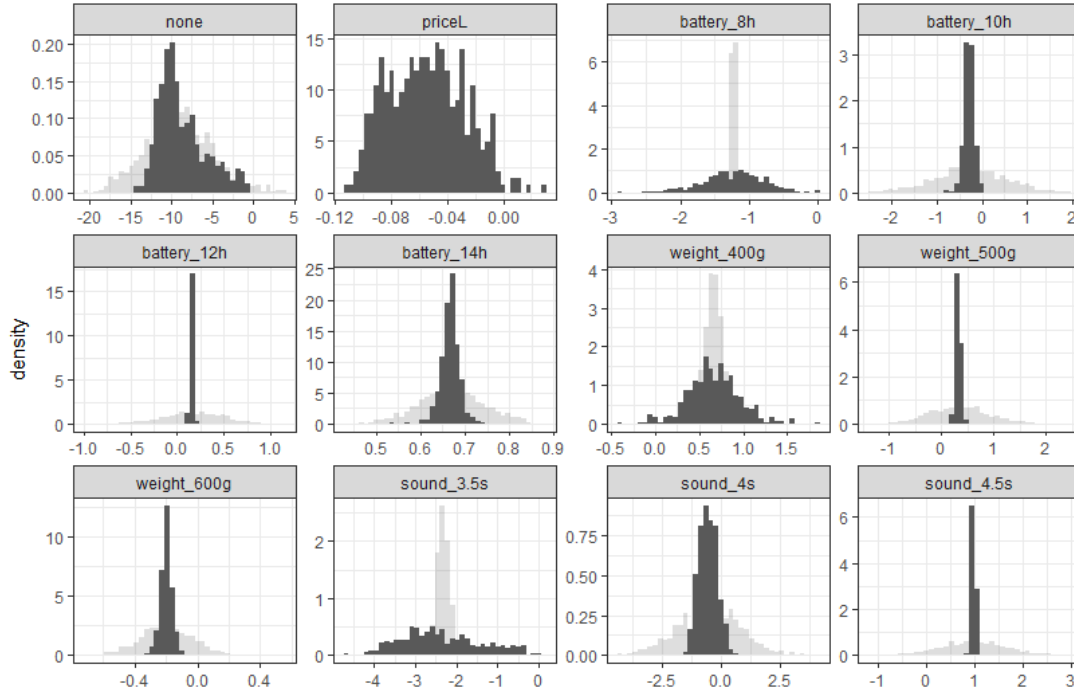 none priceL battery_8h battery_10h
0.20 0.15 0.10 0.05 0.00
-20 -15 -10 -5 0 5
15 10 5 0
-0.12 -0.08 -0.04 0.00
6 4 2 0
-3 -2 -1 0
3 2 1 0
-2 -1 0 1 2
battery_12h battery_14h weight_400g weight_500g
15 10 5 0
-1.0 -0.5 0.0 0.5 1.0
25 20 15 10 5 0
0.5 0.6 0.7 0.8 0.9
4 3 2 1 0
-0.5 0.0 0.5 1.0 1.5
6 4 2 0
-1 0 1 2
density
weight_600g sound_3.5s sound_4s sound_4.5s
10 5 0
-0.4 0.0 0.4
2 1 0
-4 -3 -2 -1 0
0.75 0.50 0.25 0.00
-2.5 0.0 2.5
6 4 2 0
-1 0 1 2 3